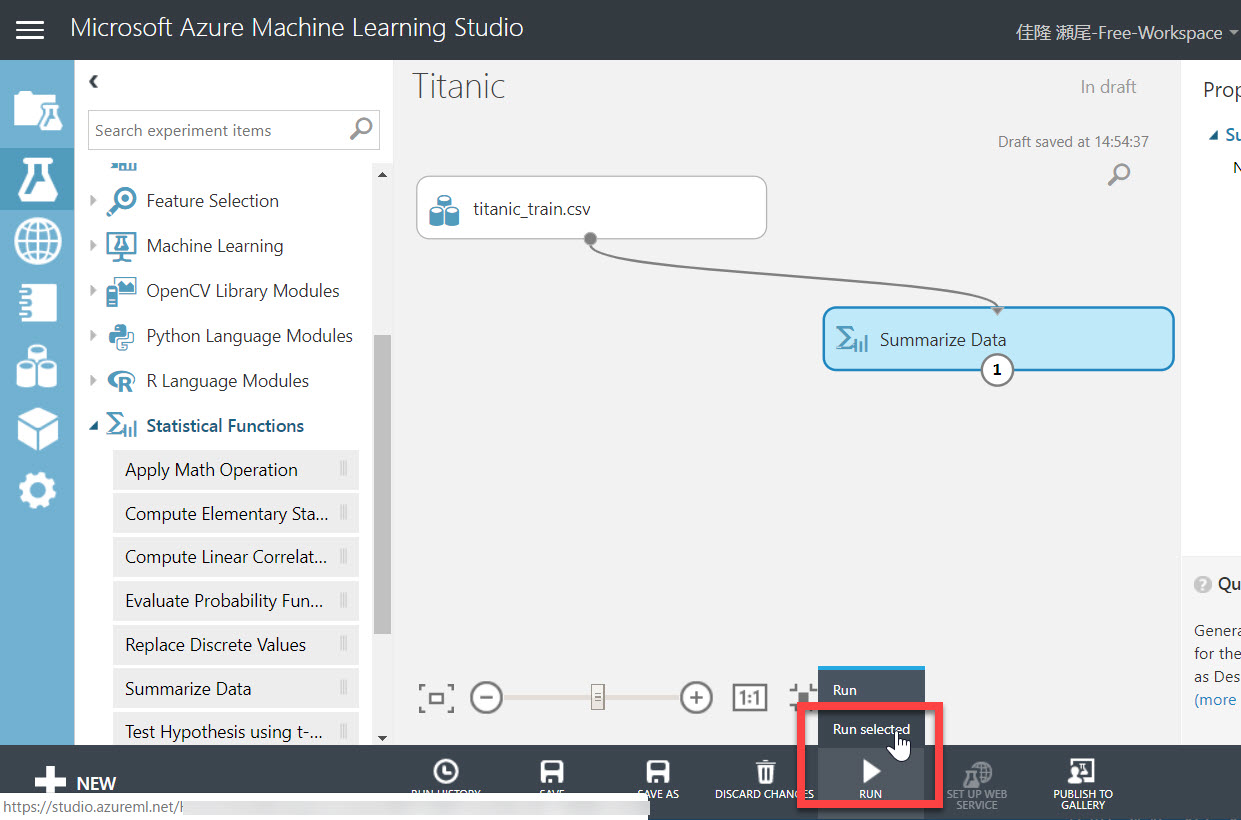 Microsoft Azure Machine Learning Studio
佳隆 瀬尾-Free-Workspace
Titanic
In draft
Prop
Search experiment items
Draft saved at 14:54:37
Su
N
Feature Selection
titanic_train.csv
Machine Learning
OpenCV Library Modules
Python Language Modules
Summarize Data
1
R Language Modules
Statistical Functions
Apply Math Operation
Compute Elementary Sta...
Compute Linear Correlat...
Evaluate Probability Fun...
Replace Discrete Values
Summarize Data
Test Hypothesis using t-...
? Qu
Genera
for the
as Des
(more
1:1
Run
Run selected
NEW
RUN HISTORY
SAVE
SAVE AS
DISCARD CHANGES
RUN
SET UP WEB
SERVICE
PUBLISH TO
GALLERY
https://studio.azureml.net/